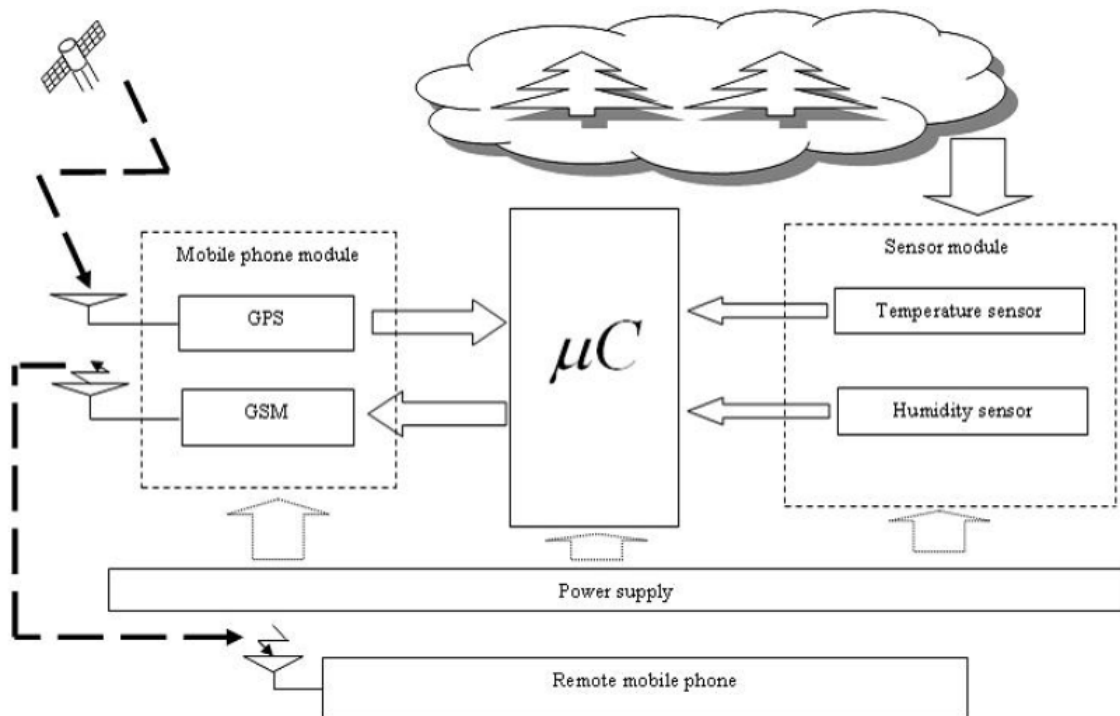 Mobile phone module
GPS
GSM
μC
Sensor module
Temperature sensor
Humidity sensor
Power supply
Remote mobile phone